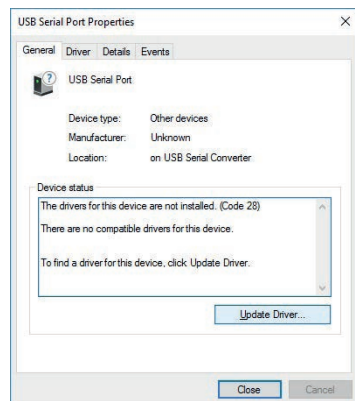 USB Serial Port Properties
General Driver Details Events
USB Serial Port
Device type: Other devices
Manufacturer: Unknown
Location: on USB Serial Converter
Device status
The drivers for this device are not installed. (Code 28)
There are no compatible drivers for this device.
To find a driver for this device, click Update Driver.
Update Driver...
Close Cancel